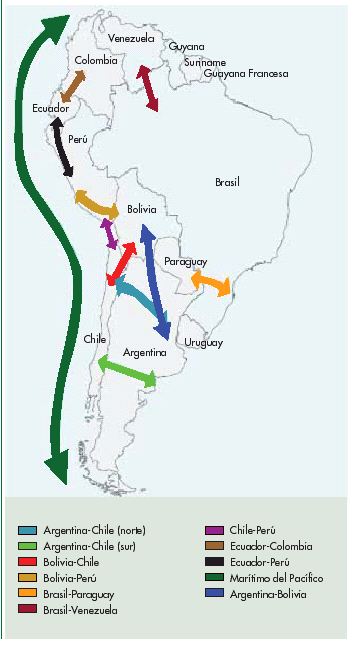 Venezuela
Guyana
Colombia
Suriname
Guayana Francesa
Ecuador
Perú
Brasil
Bolivia
Paraguay
Chile
Uruguay
Argentina
Argentina-Chile (norte)
Argentina-Chile (sur)
Bolivia-Chile
Bolivia-Perú
Brasil-Paraguay
Brasil-Venezuela
Chile-Perú
Ecuador-Colombia
Ecuador-Perú
Marítimo del Pacífico
Argentina-Bolivia